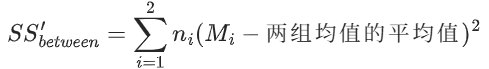 $SS'_{between} = \sum_{i=1}^{2} n_i (M_i - 两组均值的平均值)^2$